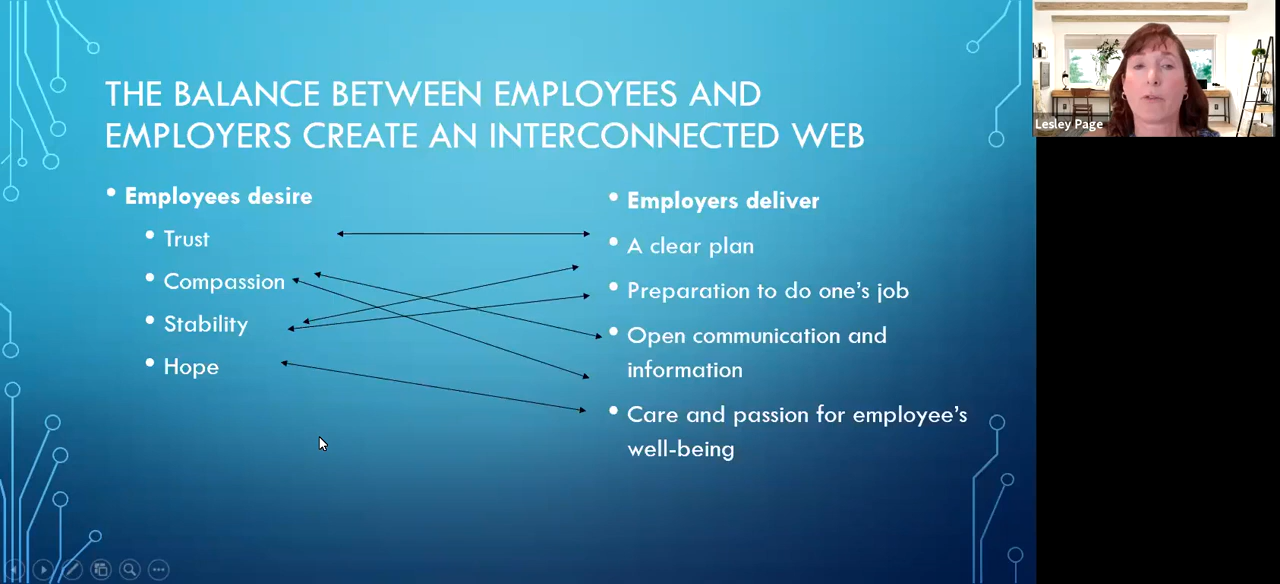 THE BALANCE BETWEEN EMPLOYEES AND
EMPLOYERS CREATE AN INTERCONNECTED WEB
• Employees desire
• Trust
• Compassion
• Stability
• Hope
• Employers deliver
• A clear plan
• Preparation to do one's job
• Open communication and
information
• Care and passion for employee's
well-being
Lesley Page